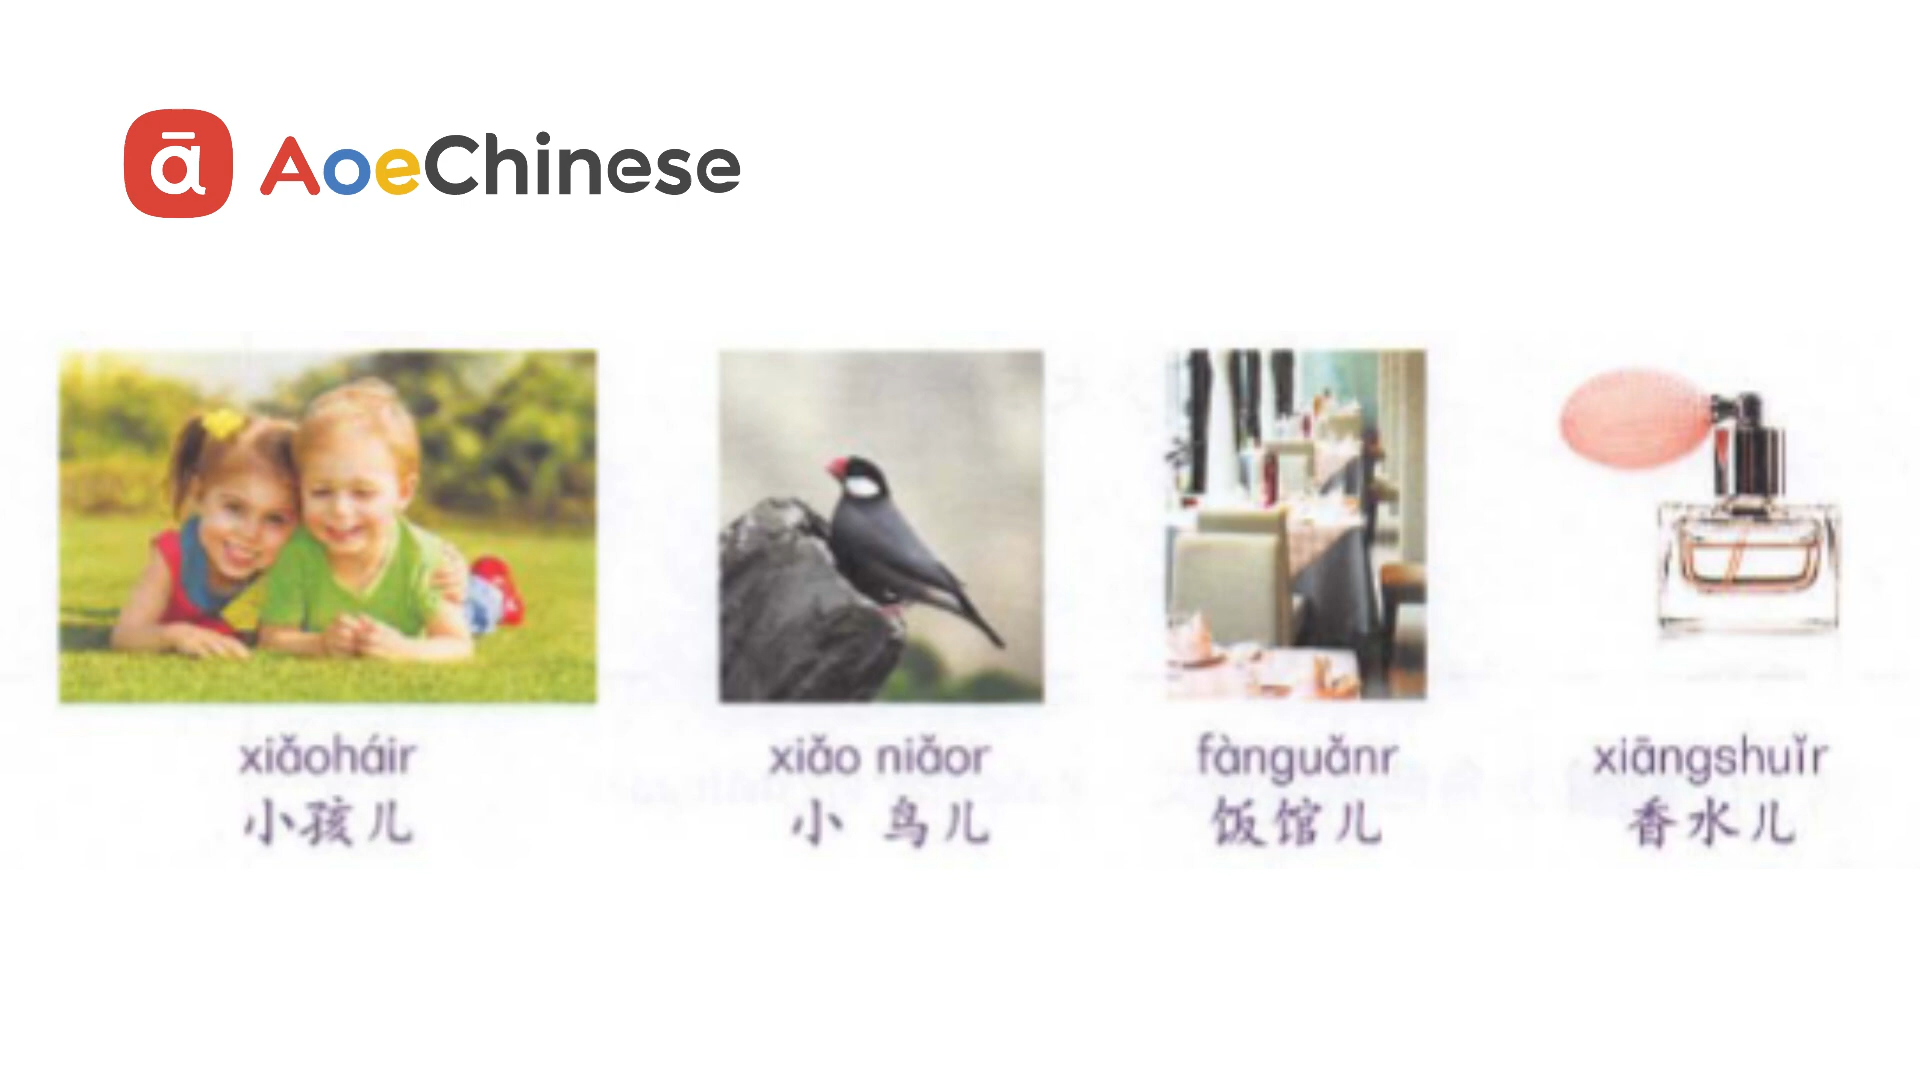 ā AoeChinese
xiǎoháir
小孩儿
xiǎo niǎor
小 鸟儿
fànguǎnr
饭馆儿
xiāngshuǐr
香水儿